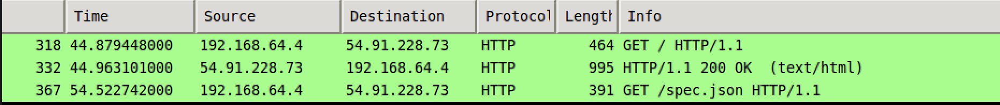 Time Source Destination Protocol Length Info
318 44.879448000 192.168.64.4 54.91.228.73 HTTP 464 GET / HTTP/1.1
332 44.963101000 54.91.228.73 192.168.64.4 HTTP 995 HTTP/1.1 200 OK (text/html)
367 54.522742000 192.168.64.4 54.91.228.73 HTTP 391 GET /spec.json HTTP/1.1